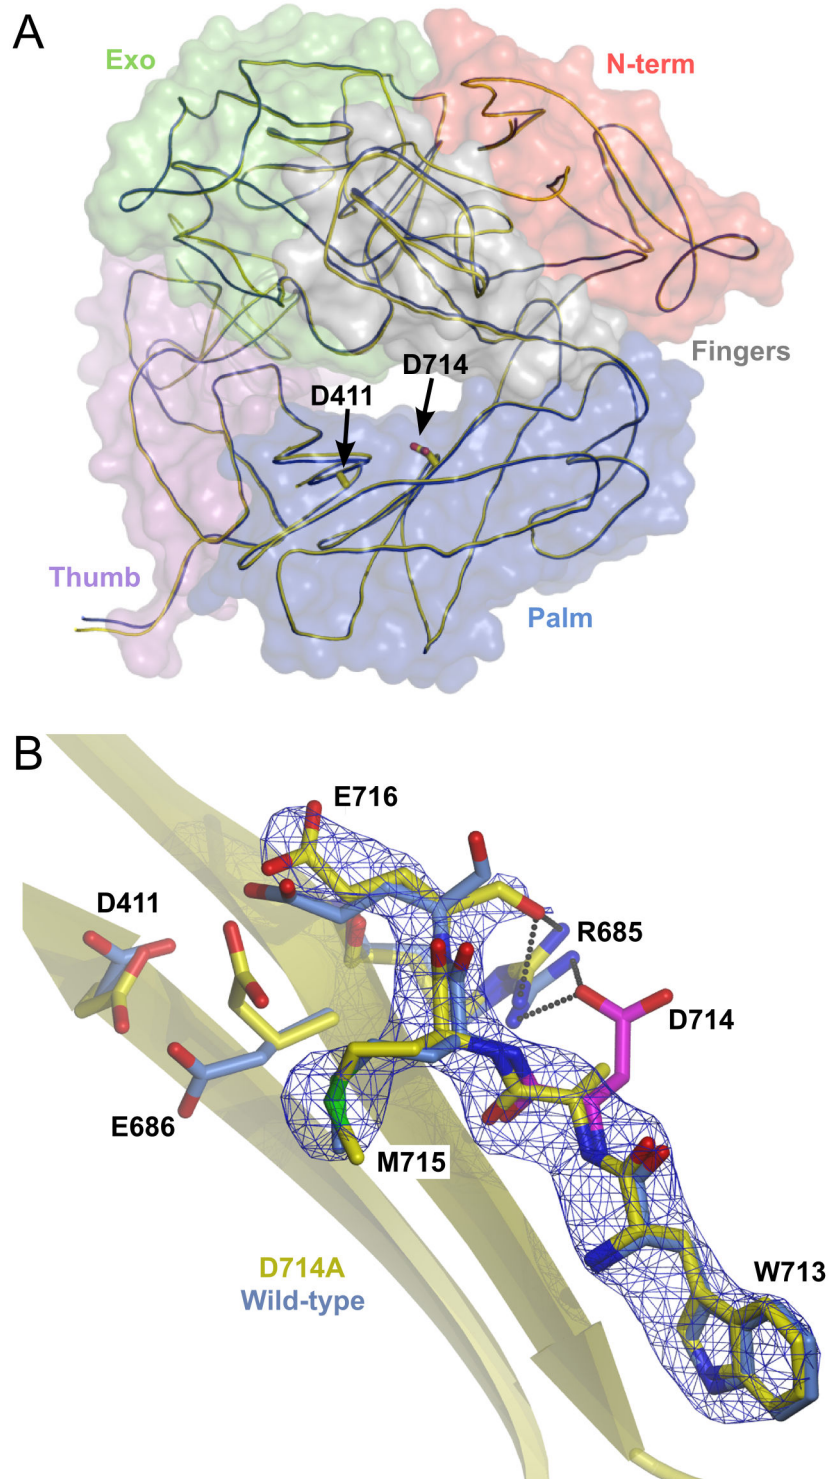 A
Exo
N-term
Fingers
D714
D411
Thumb
Palm
B
E716
D411
R685
D714
E686
M715
D714A
Wild-type
W713